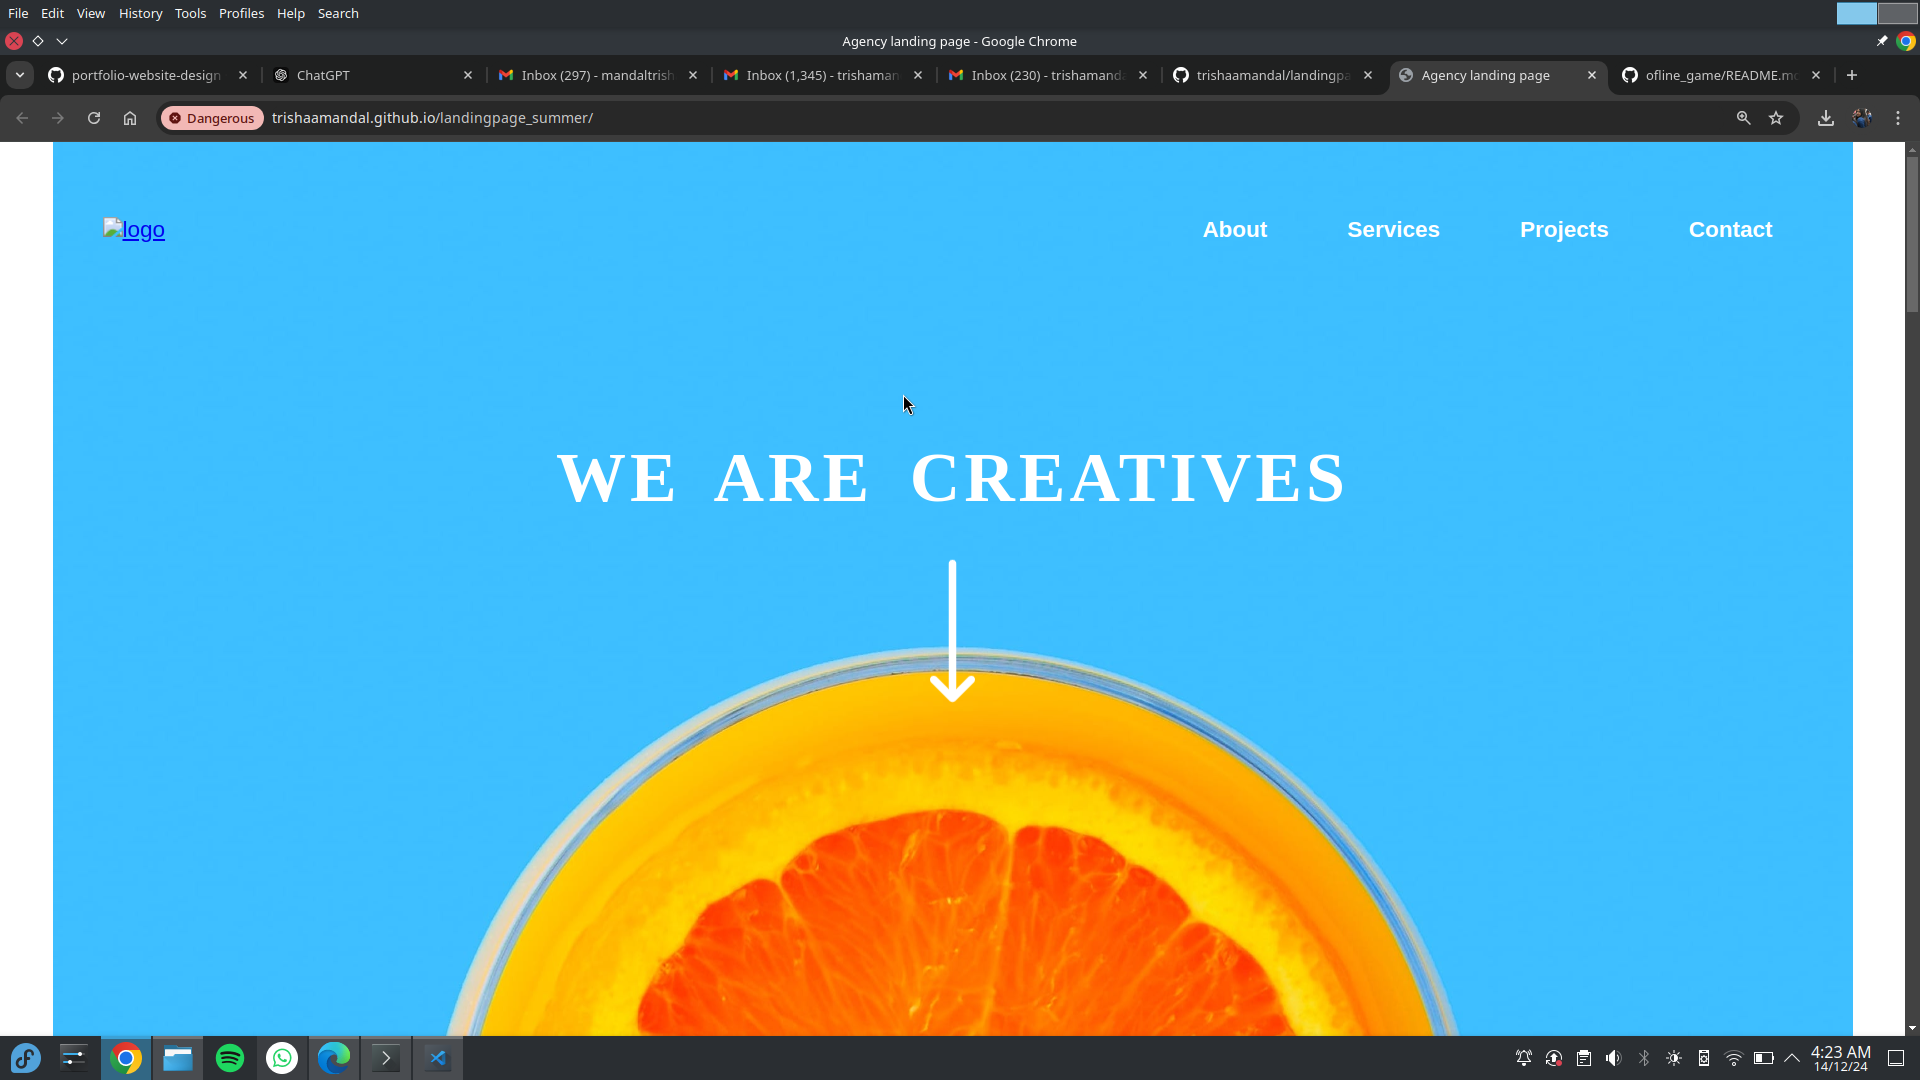 File Edit View History Tools Profiles Help Search
Agency landing page - Google Chrome
portfolio-website-design
ChatGPT
Inbox (297) - mandaltrish
Inbox (1,345) - trishaman
Inbox (230) - trishamanda
trishaamandal/landingpa
Agency landing page
ofline_game/README.m
Dangerous
trishaamandal.github.io/landingpage_summer/
logo
About
Services
Projects
Contact
WE ARE CREATIVES
4:23 AM
14/12/24